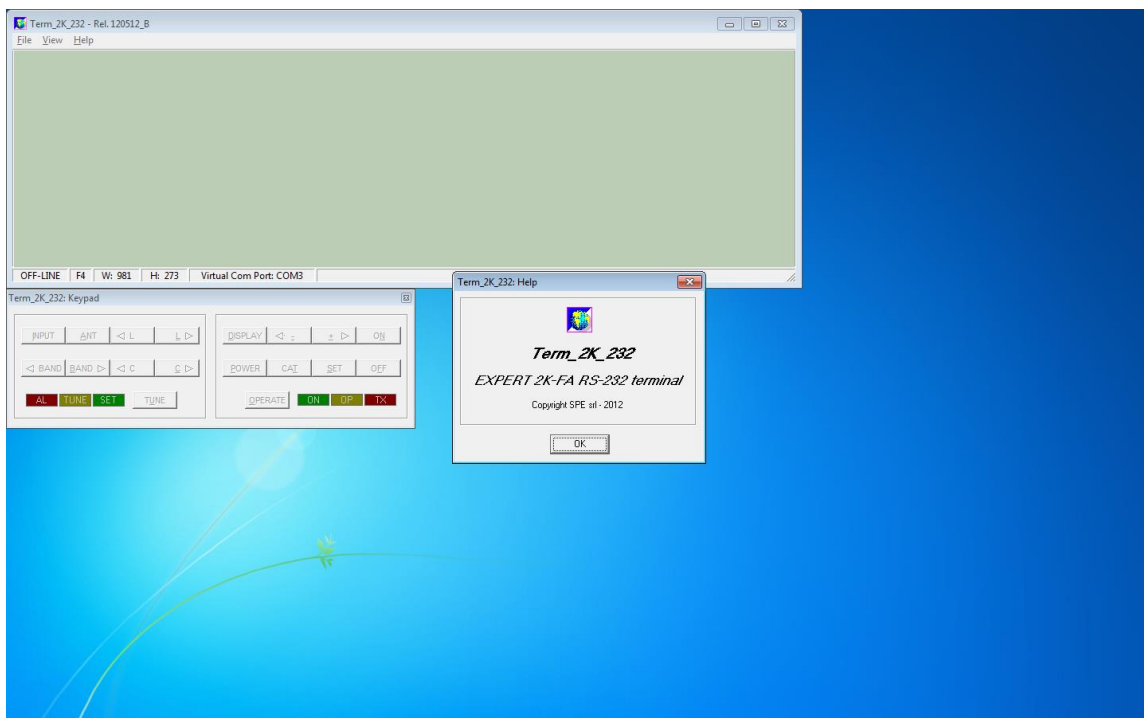 Term_2K_232 - Rel. 120512_B
File View Help
OFF-LINE F4 W: 981 H: 273 Virtual Com Port: COM3
Term_2K_232: Keypad
INPUT ANT ◁ L L ▷ DISPLAY ◁ - + ▷ ON
◁ BAND BAND ▷ ◁ C C ▷ POWER CAT SET OFF
AL TUNE SET TUNE OPERATE ON OP TX
Term_2K_232: Help
Term_2K_232
EXPERT 2K-FA RS-232 terminal
Copyright SPE srl - 2012
OK